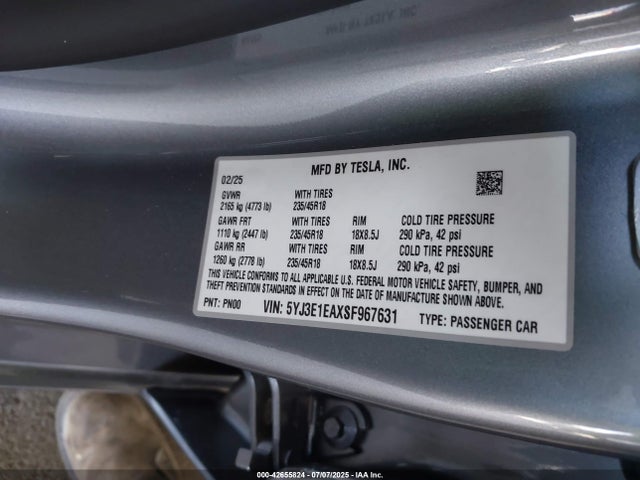 MFD BY TESLA, INC.
02/25
GVWR WITH TIRES
2165 kg (4773 lb) 235/45R18
GAWR FRT WITH TIRES RIM COLD TIRE PRESSURE
1110 kg (2447 lb) 235/45R18 18X8.5J 290 kPa, 42 psi
GAWR RR WITH TIRES RIM COLD TIRE PRESSURE
1260 kg (2778 lb) 235/45R18 18X8.5J 290 kPa, 42 psi
THIS VEHICLE CONFORMS TO ALL APPLICABLE U.S. FEDERAL MOTOR VEHICLE SAFETY, BUMPER, AND
THEFT PREVENTION STANDARDS IN EFFECT ON THE DATE OF MANUFACTURE SHOWN ABOVE.
PNT: PN00 VIN: 5YJ3E1EAXSF967631 TYPE: PASSENGER CAR
000-42655824 - 07/07/2025 - IAA Inc.